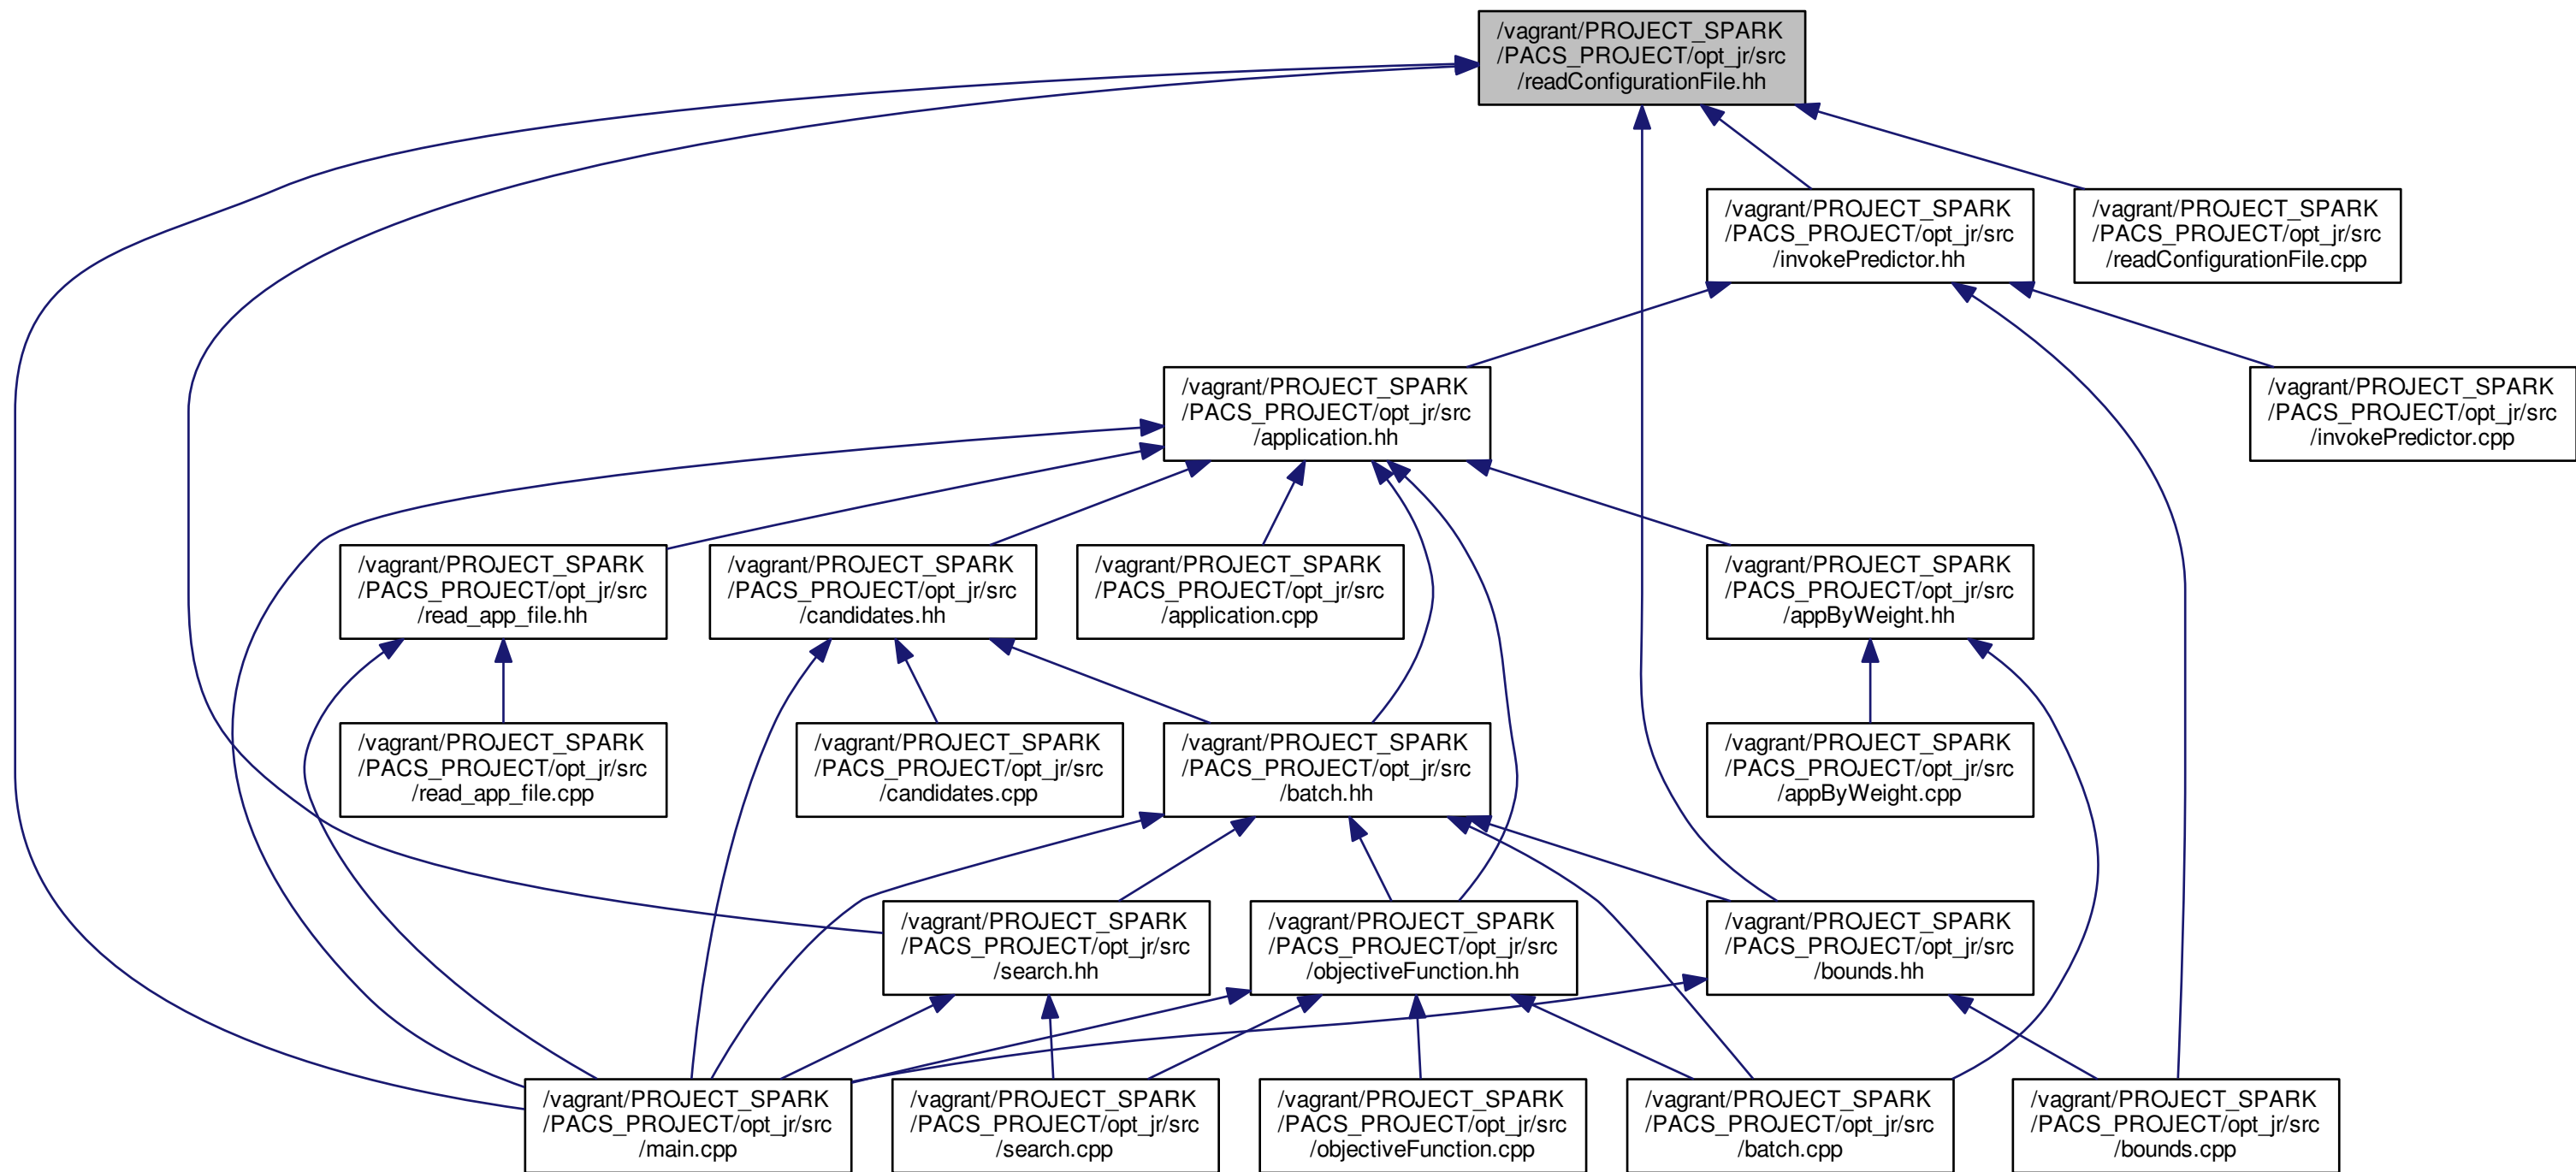 /vagrant/PROJECT_SPARK
/PACS_PROJECT/opt_jr/src
/readConfigurationFile.hh
/vagrant/PROJECT_SPARK
/PACS_PROJECT/opt_jr/src
/invokePredictor.hh
/vagrant/PROJECT_SPARK
/PACS_PROJECT/opt_jr/src
/readConfigurationFile.cpp
/vagrant/PROJECT_SPARK
/PACS_PROJECT/opt_jr/src
/application.hh
/vagrant/PROJECT_SPARK
/PACS_PROJECT/opt_jr/src
/invokePredictor.cpp
/vagrant/PROJECT_SPARK
/PACS_PROJECT/opt_jr/src
/read_app_file.hh
/vagrant/PROJECT_SPARK
/PACS_PROJECT/opt_jr/src
/candidates.hh
/vagrant/PROJECT_SPARK
/PACS_PROJECT/opt_jr/src
/application.cpp
/vagrant/PROJECT_SPARK
/PACS_PROJECT/opt_jr/src
/appByWeight.hh
/vagrant/PROJECT_SPARK
/PACS_PROJECT/opt_jr/src
/read_app_file.cpp
/vagrant/PROJECT_SPARK
/PACS_PROJECT/opt_jr/src
/candidates.cpp
/vagrant/PROJECT_SPARK
/PACS_PROJECT/opt_jr/src
/batch.hh
/vagrant/PROJECT_SPARK
/PACS_PROJECT/opt_jr/src
/appByWeight.cpp
/vagrant/PROJECT_SPARK
/PACS_PROJECT/opt_jr/src
/search.hh
/vagrant/PROJECT_SPARK
/PACS_PROJECT/opt_jr/src
/objectiveFunction.hh
/vagrant/PROJECT_SPARK
/PACS_PROJECT/opt_jr/src
/bounds.hh
/vagrant/PROJECT_SPARK
/PACS_PROJECT/opt_jr/src
/main.cpp
/vagrant/PROJECT_SPARK
/PACS_PROJECT/opt_jr/src
/search.cpp
/vagrant/PROJECT_SPARK
/PACS_PROJECT/opt_jr/src
/objectiveFunction.cpp
/vagrant/PROJECT_SPARK
/PACS_PROJECT/opt_jr/src
/batch.cpp
/vagrant/PROJECT_SPARK
/PACS_PROJECT/opt_jr/src
/bounds.cpp